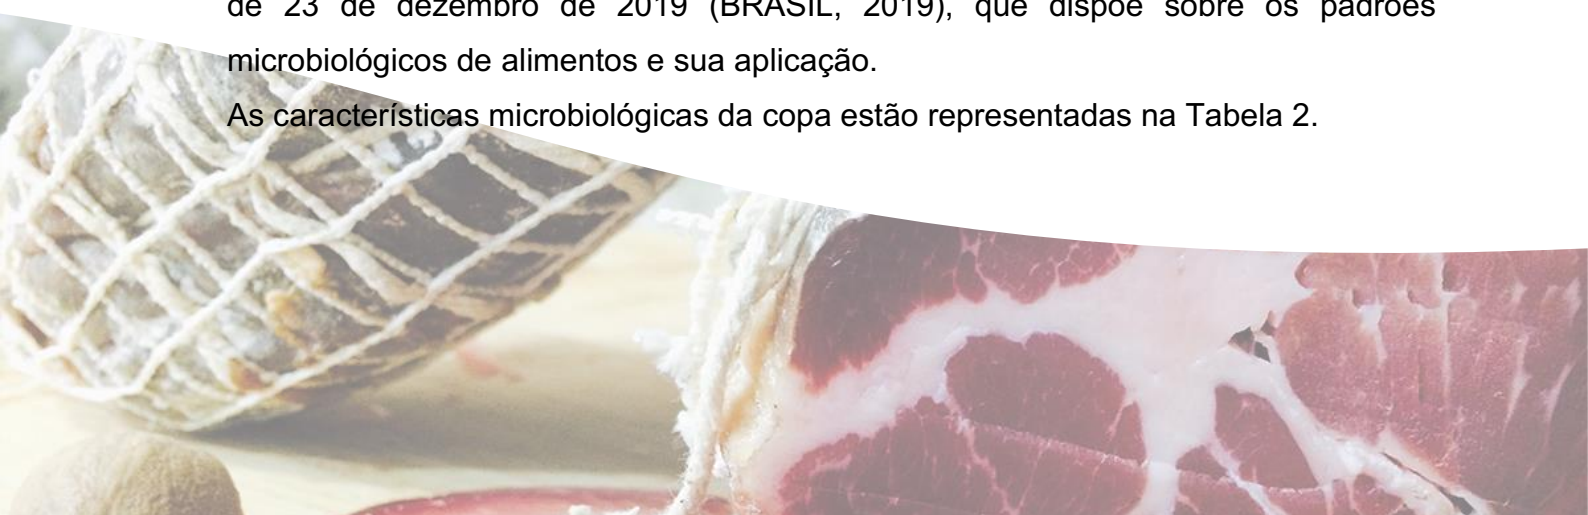 de 23 de dezembro de 2019 (BRASIL, 2019), que dispõe sobre os padrões
microbiológicos de alimentos e sua aplicação.
As características microbiológicas da copa estão representadas na Tabela 2.